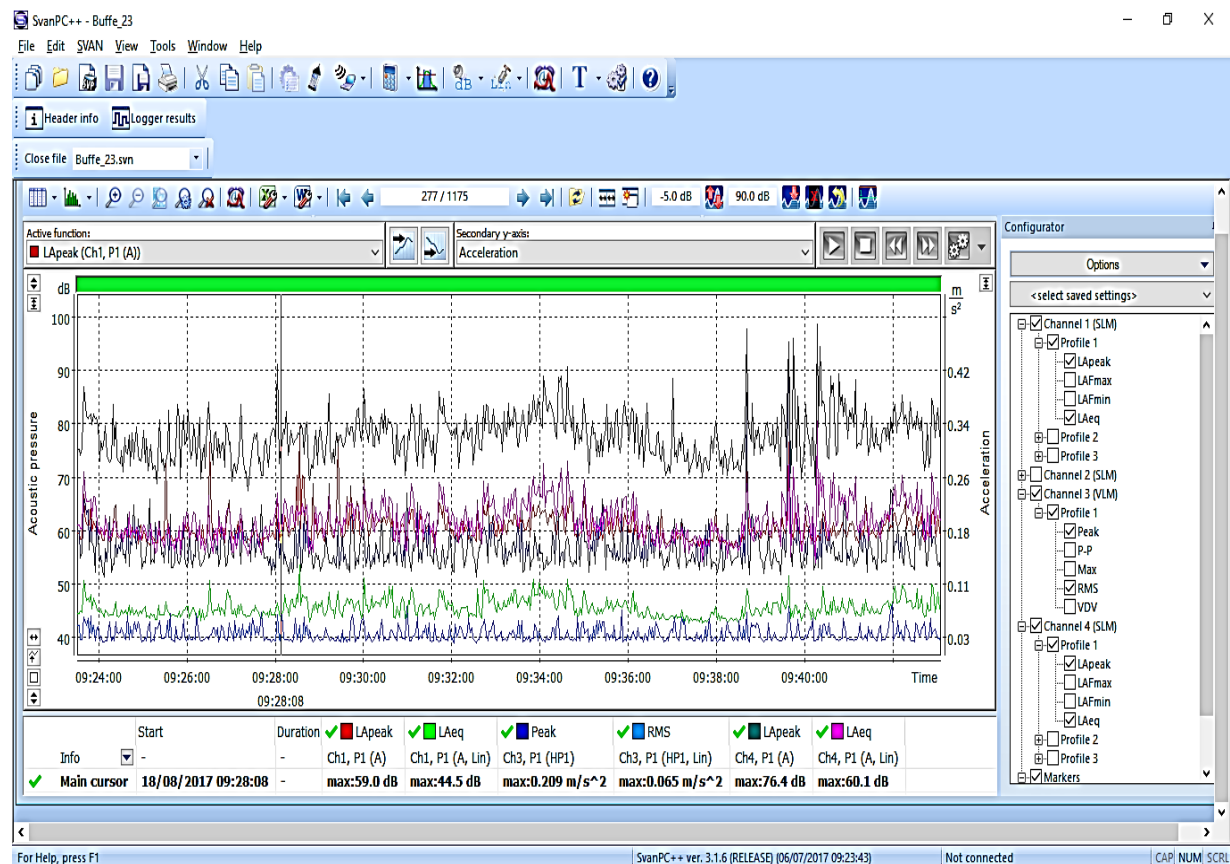 SvanPC++ - Buffe_23
File Edit SVAN View Tools Window Help
dB Lin T
Header info Logger results
Close file Buffe_23.svn
277 / 1175 -5.0 dB 90.0 dB
Active function: Secondary y-axis:
LApeak (Ch1, P1 (A)) Acceleration
Configurator
Options
<select saved settings>
Channel 1 (SLM)
Profile 1
LApeak
LAFmax
LAFmin
LAeq
Profile 2
Profile 3
Channel 2 (SLM)
Channel 3 (VLM)
Profile 1
Peak
P-P
Max
RMS
VDV
Channel 4 (SLM)
Profile 1
LApeak
LAFmax
LAFmin
LAeq
Profile 2
Profile 3
Markers
dB
100
90
80
70
60
50
40
Acoustic pressure
m
s²
0.42
0.34
0.26
0.18
0.11
0.03
Acceleration
09:24:00 09:26:00 09:28:00 09:30:00 09:32:00 09:34:00 09:36:00 09:38:00 09:40:00 Time
09:28:08
Start Duration LApeak LAeq Peak RMS LApeak LAeq
Info - - Ch1, P1 (A) Ch1, P1 (A, Lin) Ch3, P1 (HP1) Ch3, P1 (HP1, Lin) Ch4, P1 (A) Ch4, P1 (A, Lin)
Main cursor 18/08/2017 09:28:08 - max:59.0 dB max:44.5 dB max:0.209 m/s^2 max:0.065 m/s^2 max:76.4 dB max:60.1 dB
For Help, press F1 SvanPC++ ver. 3.1.6 (RELEASE) (06/07/2017 09:23:43) Not connected CAP NUM SCRL